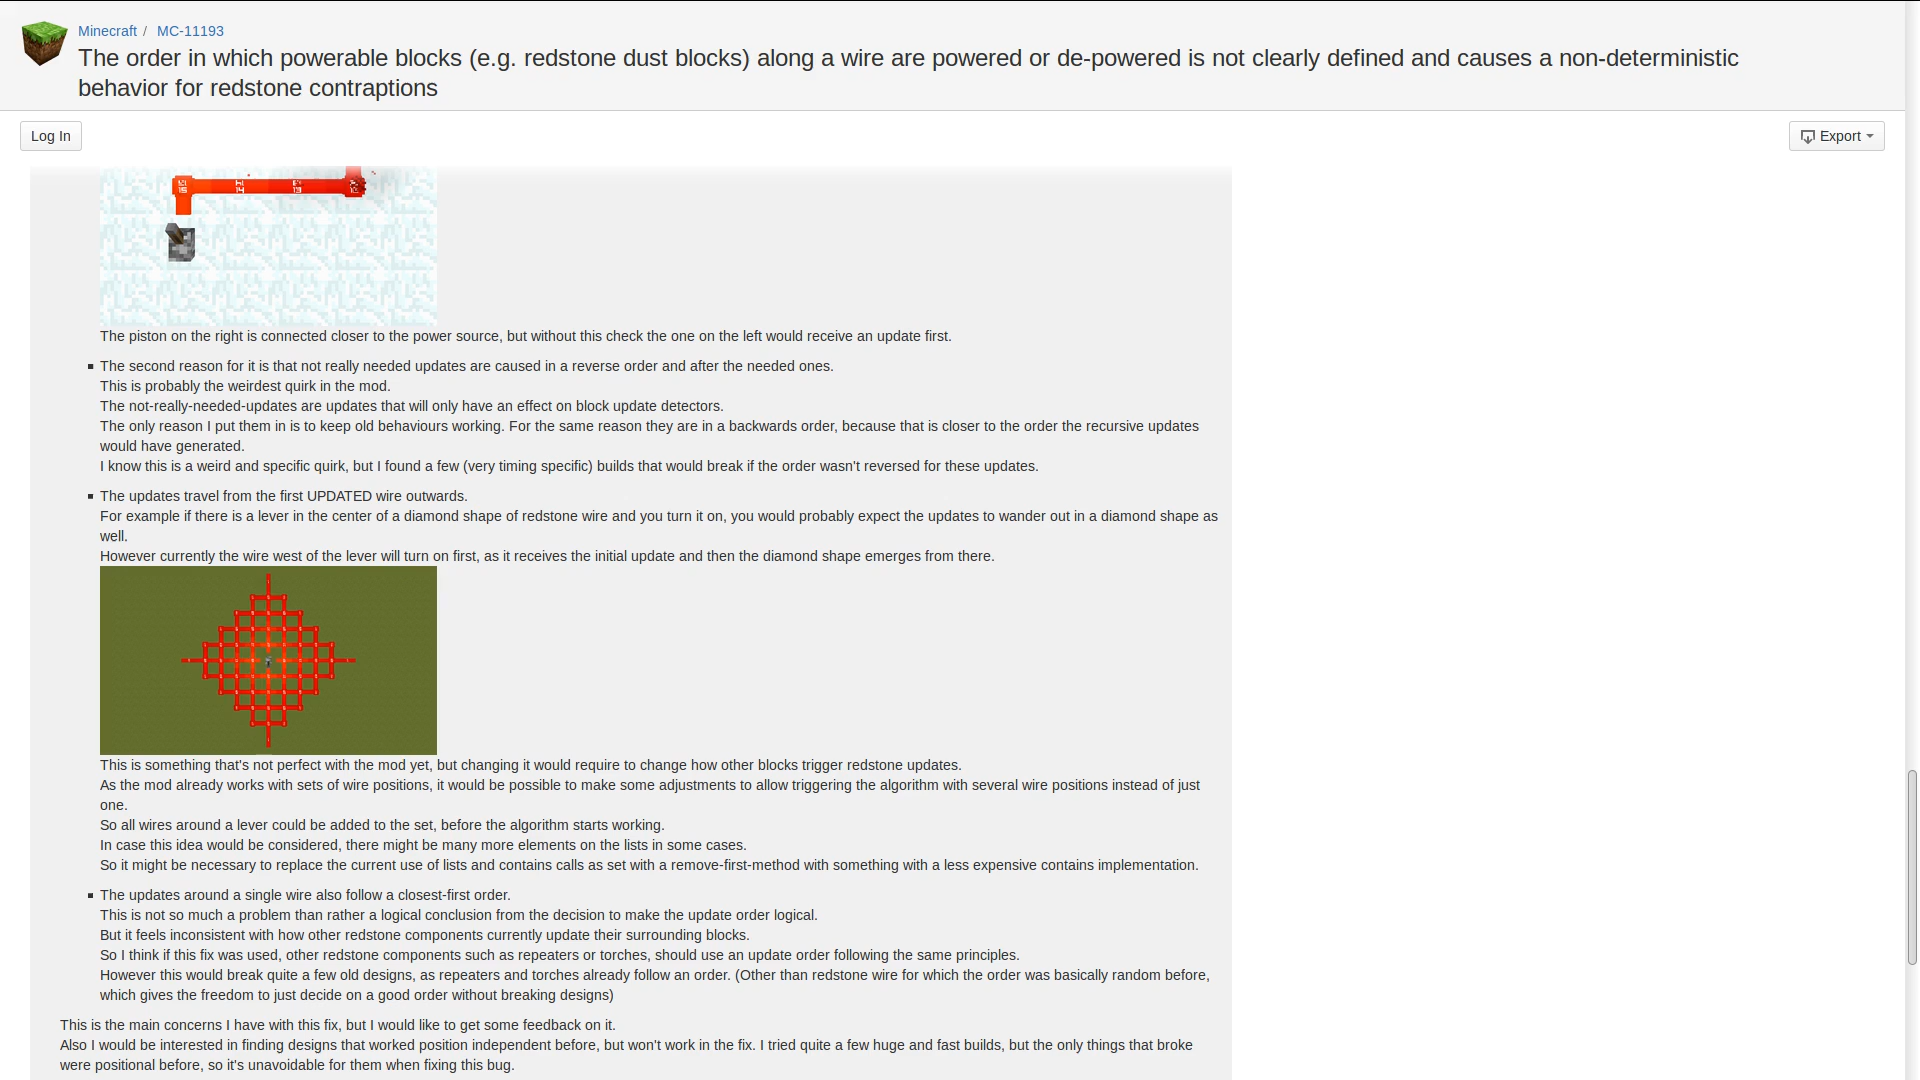 Minecraft / MC-11193
The order in which powerable blocks (e.g. redstone dust blocks) along a wire are powered or de-powered is not clearly defined and causes a non-deterministic
behavior for redstone contraptions
Log In
Export
15
14
13
The piston on the right is connected closer to the power source, but without this check the one on the left would receive an update first.
The second reason for it is that not really needed updates are caused in a reverse order and after the needed ones.
This is probably the weirdest quirk in the mod.
The not-really-needed-updates are updates that will only have an effect on block update detectors.
The only reason I put them in is to keep old behaviours working. For the same reason they are in a backwards order, because that is closer to the order the recursive updates
would have generated.
I know this is a weird and specific quirk, but I found a few (very timing specific) builds that would break if the order wasn't reversed for these updates.
The updates travel from the first UPDATED wire outwards.
For example if there is a lever in the center of a diamond shape of redstone wire and you turn it on, you would probably expect the updates to wander out in a diamond shape as
well.
However currently the wire west of the lever will turn on first, as it receives the initial update and then the diamond shape emerges from there.
This is something that's not perfect with the mod yet, but changing it would require to change how other blocks trigger redstone updates.
As the mod already works with sets of wire positions, it would be possible to make some adjustments to allow triggering the algorithm with several wire positions instead of just
one.
So all wires around a lever could be added to the set, before the algorithm starts working.
In case this idea would be considered, there might be many more elements on the lists in some cases.
So it might be necessary to replace the current use of lists and contains calls as set with a remove-first-method with something with a less expensive contains implementation.
The updates around a single wire also follow a closest-first order.
This is not so much a problem than rather a logical conclusion from the decision to make the update order logical.
But it feels inconsistent with how other redstone components currently update their surrounding blocks.
So I think if this fix was used, other redstone components such as repeaters or torches, should use an update order following the same principles.
However this would break quite a few old designs, as repeaters and torches already follow an order. (Other than redstone wire for which the order was basically random before,
which gives the freedom to just decide on a good order without breaking designs)
This is the main concerns I have with this fix, but I would like to get some feedback on it.
Also I would be interested in finding designs that worked position independent before, but won't work in the fix. I tried quite a few huge and fast builds, but the only things that broke
were positional before, so it's unavoidable for them when fixing this bug.